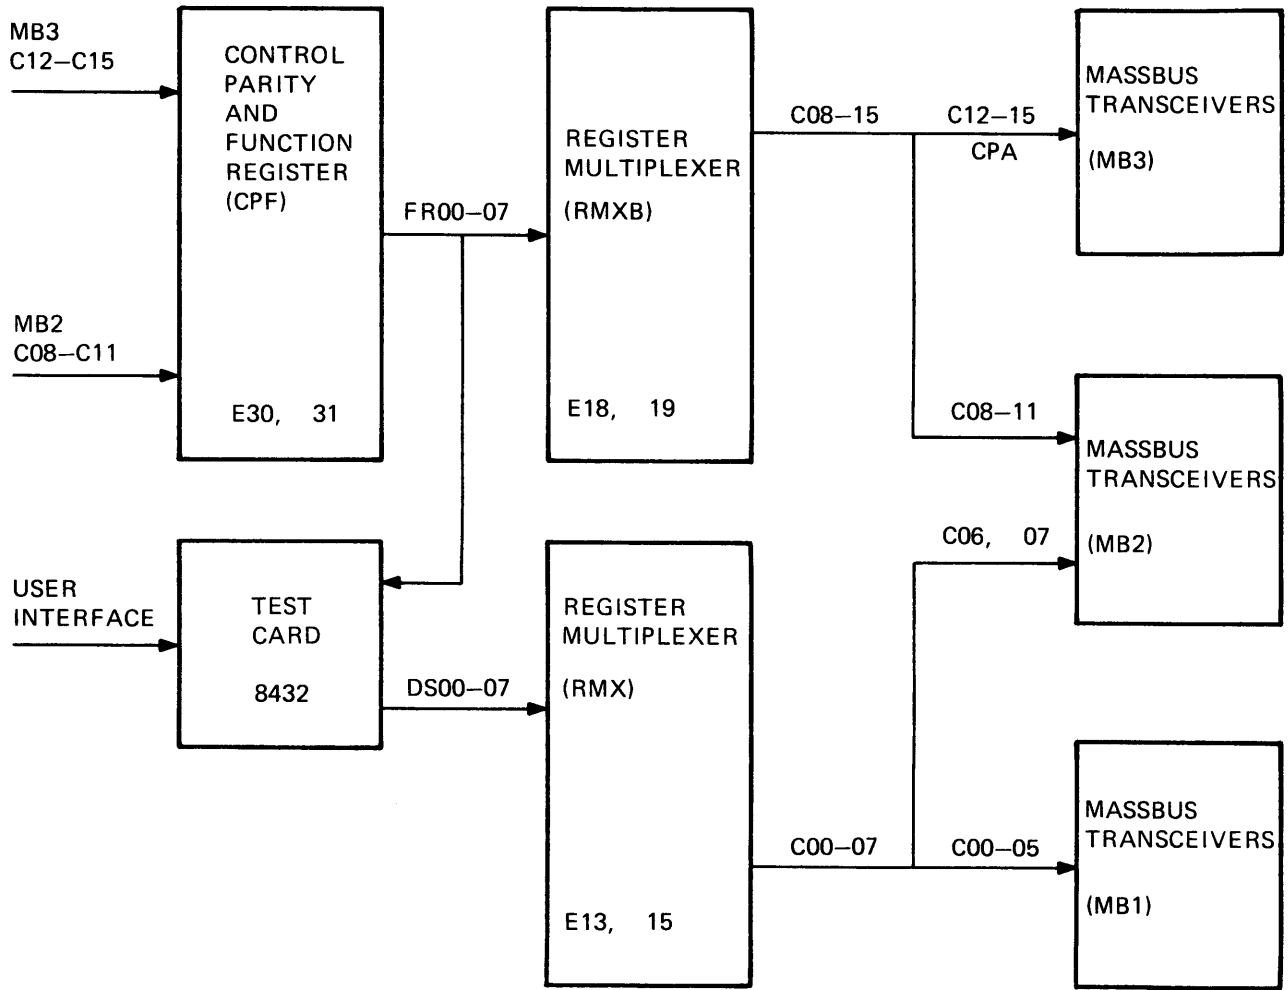 MB3
C12–C15
MB2
C08–C11
USER
INTERFACE
CONTROL
PARITY
AND
FUNCTION
REGISTER
(CPF)
E30, 31
TEST
CARD
8432
FR00–07
DS00–07
REGISTER
MULTIPLEXER
(RMXB)
E18, 19
REGISTER
MULTIPLEXER
(RMX)
E13, 15
C08–15
C12–15
CPA
C08–11
C06, 07
C00–07
C00–05
MASSBUS
TRANSCEIVERS
(MB3)
MASSBUS
TRANSCEIVERS
(MB2)
MASSBUS
TRANSCEIVERS
(MB1)